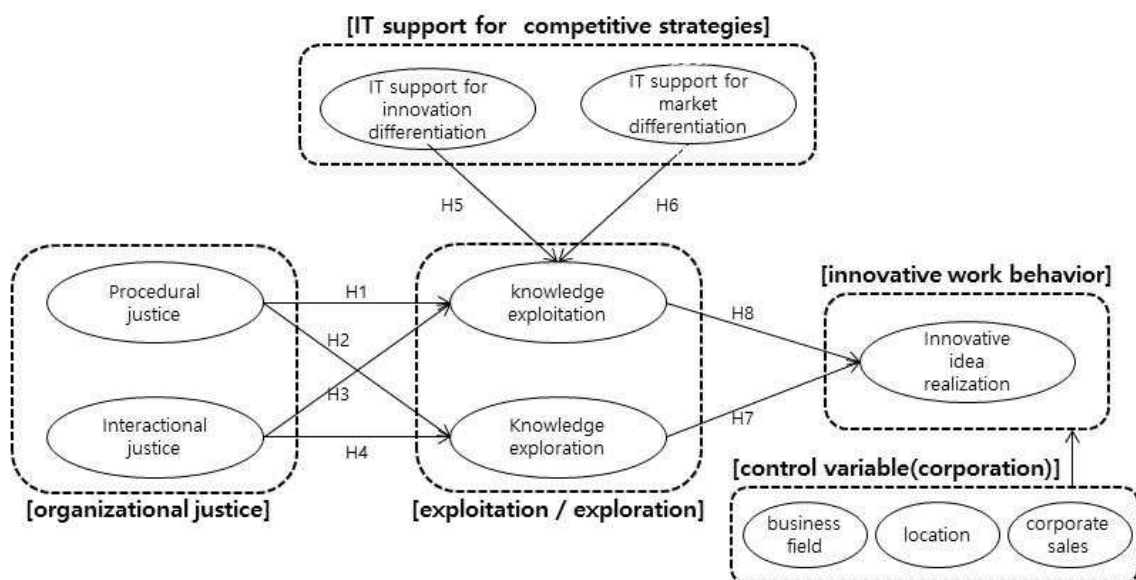 [IT support for competitive strategies]
IT support for
innovation
differentiation
IT support for
market
differentiation
H5
H6
Procedural
justice
Interactional
justice
[organizational justice]
H1
H2
H3
H4
knowledge
exploitation
Knowledge
exploration
[exploitation / exploration]
H8
H7
[innovative work behavior]
Innovative
idea
realization
[control variable(corporation)]
business
field
location
corporate
sales